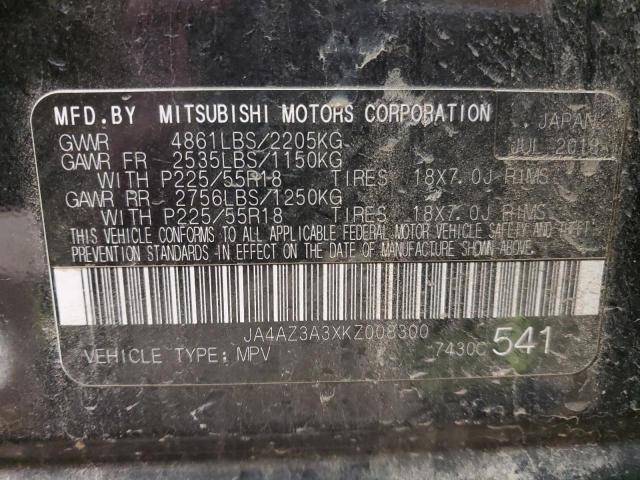 MFD.BY MITSUBISHI MOTORS CORPORATION JAPAN
GVWR 4861LBS/2205KG JUL 2018
GAWR FR 2535LBS/1150KG
WITH P225/55R18 TIRES 18X7.0J RIMS
GAWR RR 2756LBS/1250KG
WITH P225/55R18 TIRES 18X7.0J RIMS
THIS VEHICLE CONFORMS TO ALL APPLICABLE FEDERAL MOTOR VEHICLE SAFETY AND THEFT
PREVENTION STANDARDS IN EFFECT ON THE DATE OF MANUFACTURE SHOWN ABOVE.
JA4AZ3A3XKZ008300
VEHICLE TYPE: MPV 7430C 541